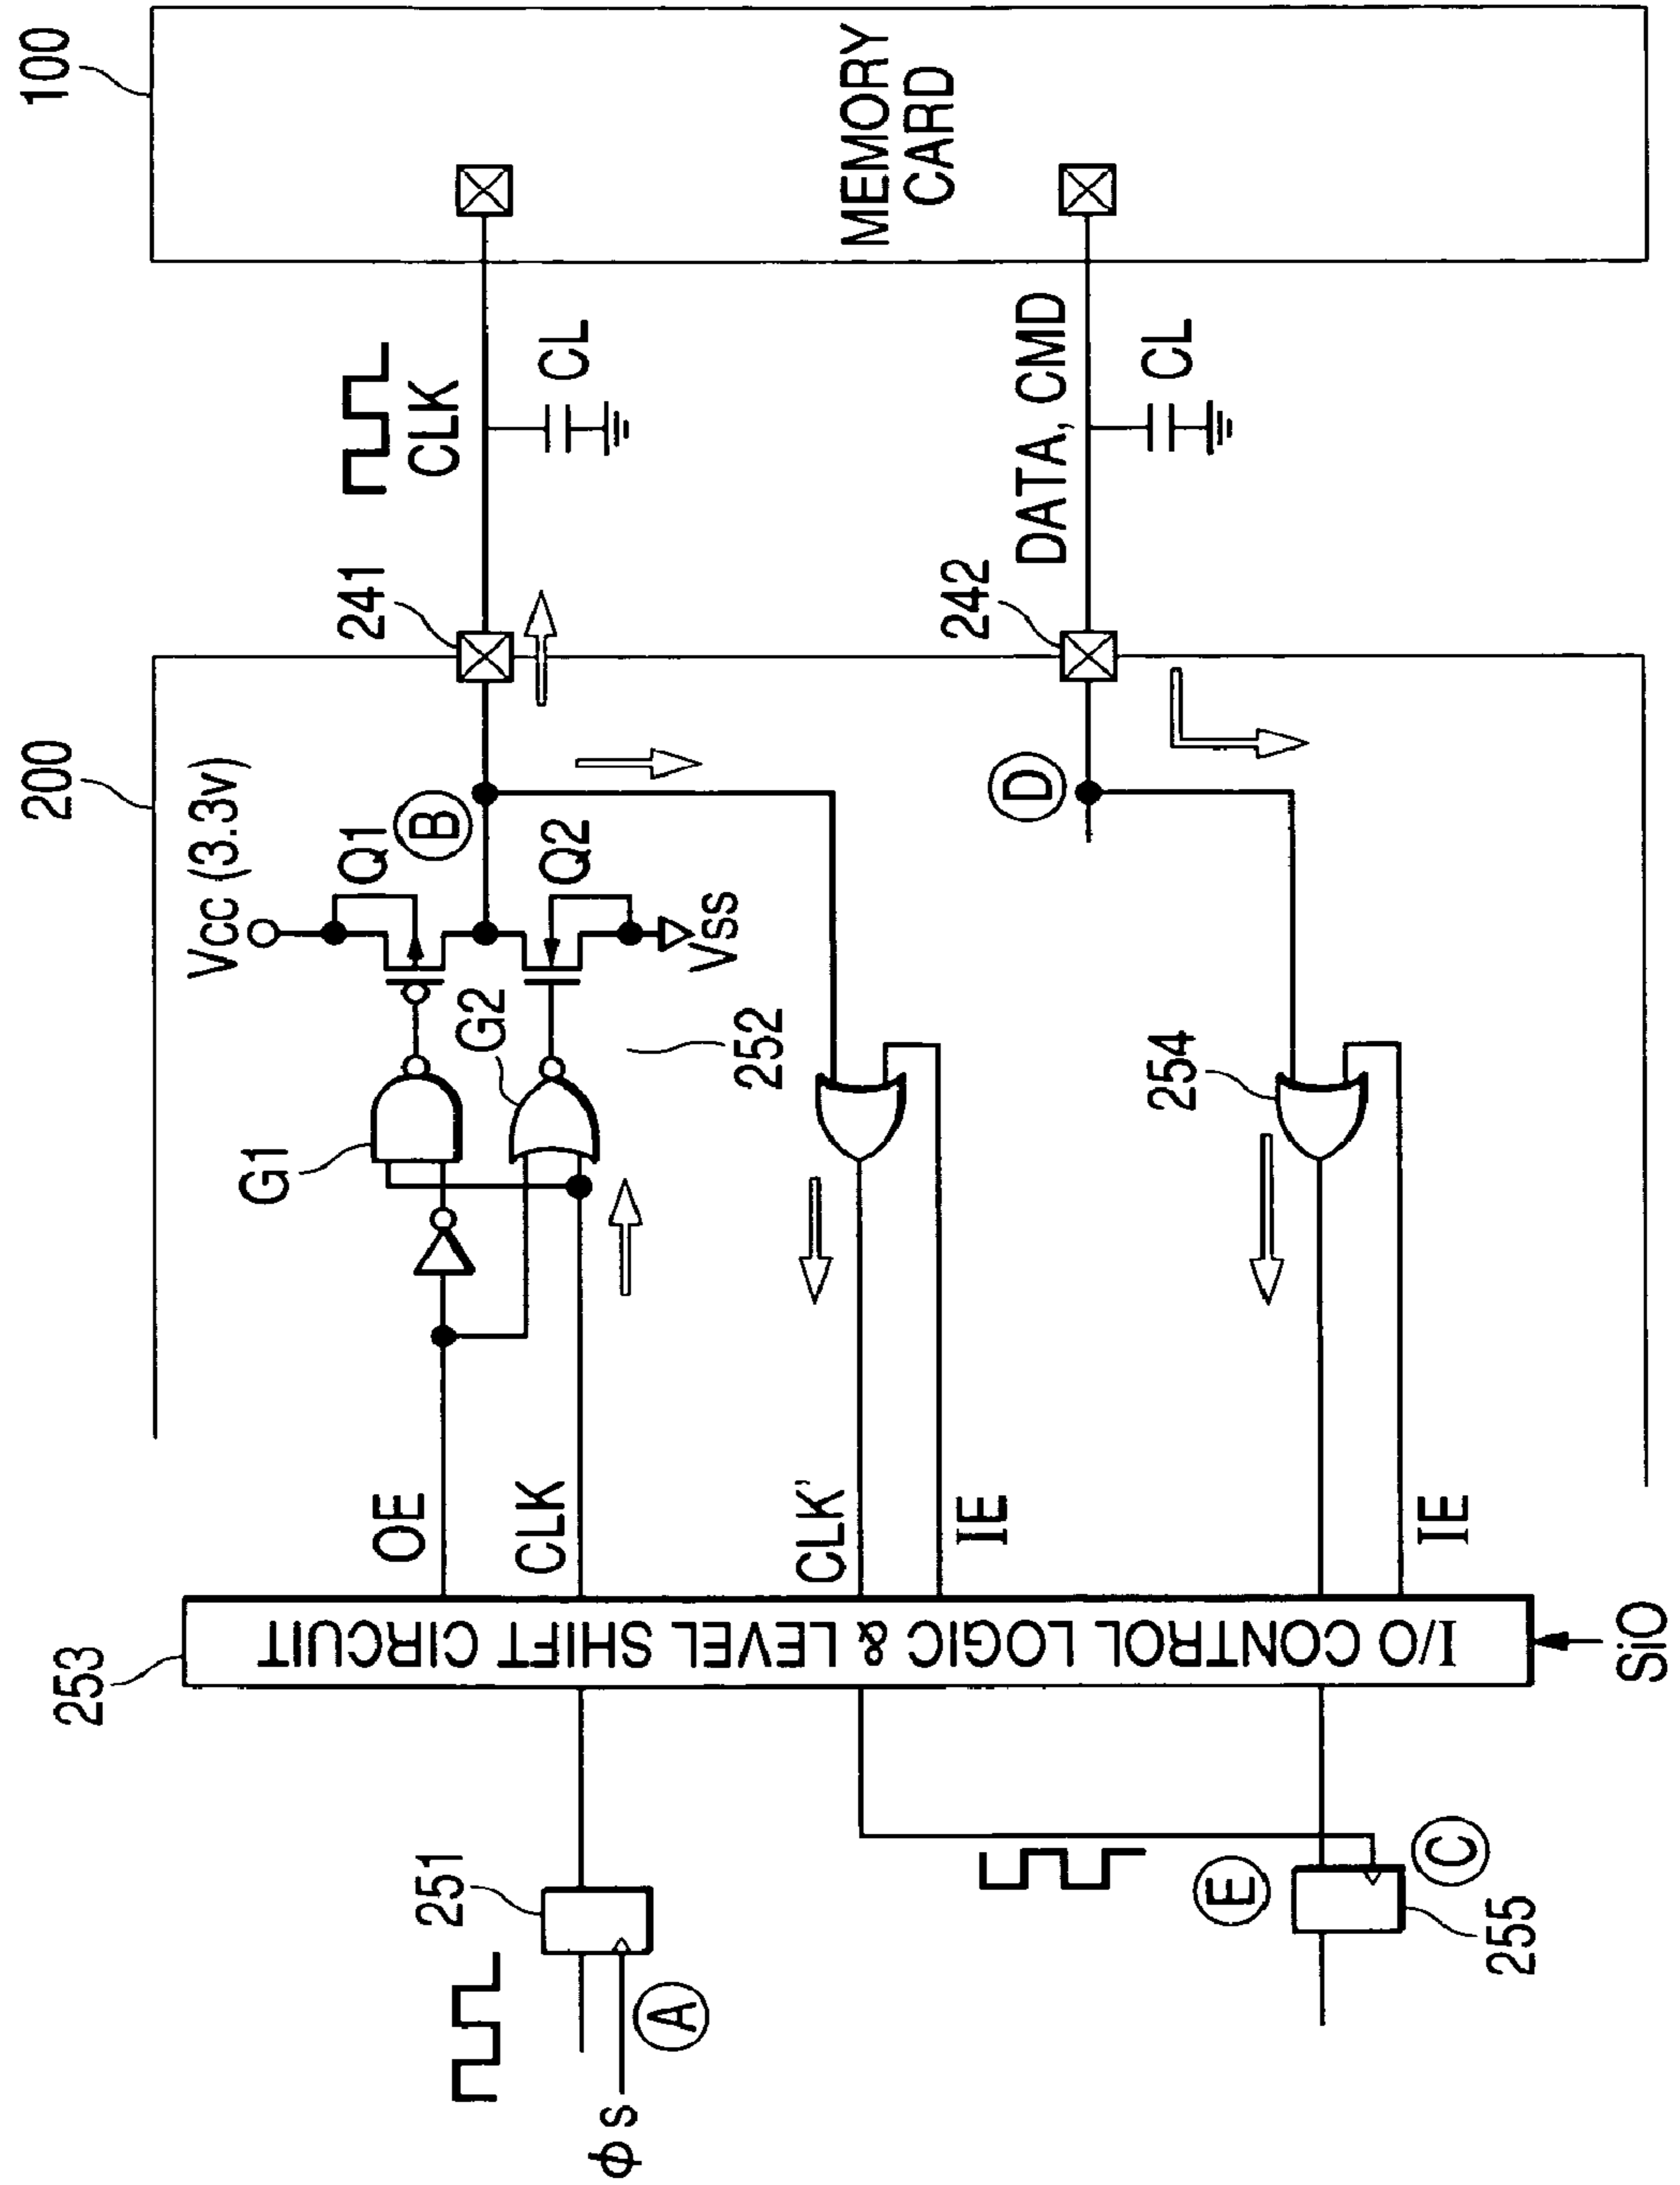 100
MEMORY
CARD
CLK
CL
DATA, CMD
CL
241
242
200
Vcc (3.3v)
Q1
B
Q2
Vss
D
G1
G2
252
254
OE
CLK
CLK'
IE
IE
253
I/O CONTROL LOGIC & LEVEL SHIFT CIRCUIT
SiO
251
A
ϕs
E
C
255